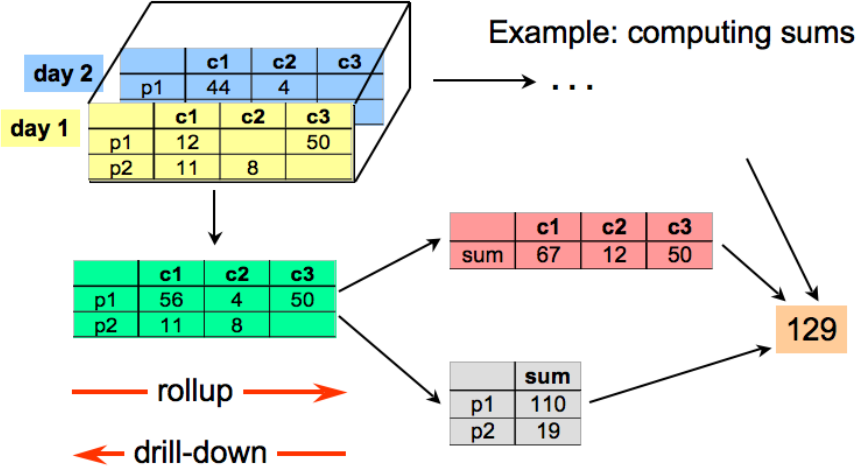 Example: computing sums
c1 c2 c3
day 2
p1 44 4
. . .
c1 c2 c3
day 1
p1 12 50
p2 11 8
c1 c2 c3
sum 67 12 50
c1 c2 c3
p1 56 4 50
p2 11 8
129
sum
p1 110
p2 19
rollup
drill-down